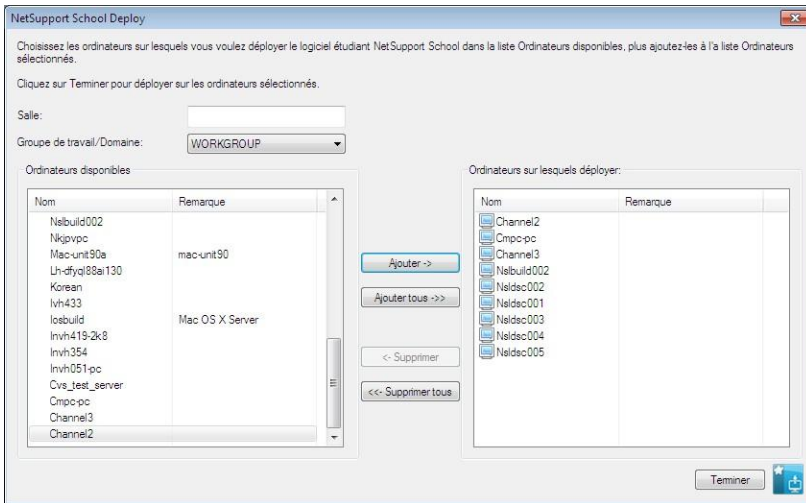 NetSupport School Deploy
Choisissez les ordinateurs sur lesquels vous voulez déployer le logiciel étudiant NetSupport School dans la liste Ordinateurs disponibles, plus ajoutez-les à l'a liste Ordinateurs
sélectionnés.
Cliquez sur Terminer pour déployer sur les ordinateurs sélectionnés.
Salle:
Groupe de travail/Domaine: WORKGROUP
Ordinateurs disponibles
Nom Remarque
Nslbuild002
Nkjpvpc
Mac-unit90a mac-unit90
Lh-dfyql88ai130
Korean
Ivh433
Iosbuild Mac OS X Server
Invh419-2k8
Invh354
Invh051-pc
Cvs_test_server
Cmpc-pc
Channel3
Channel2
Ajouter ->
Ajouter tous ->>
<- Supprimer
<<- Supprimer tous
Ordinateurs sur lesquels déployer:
Nom Remarque
Channel2
Cmpc-pc
Channel3
Nslbuild002
Nsldsc002
Nsldsc001
Nsldsc003
Nsldsc004
Nsldsc005
Terminer